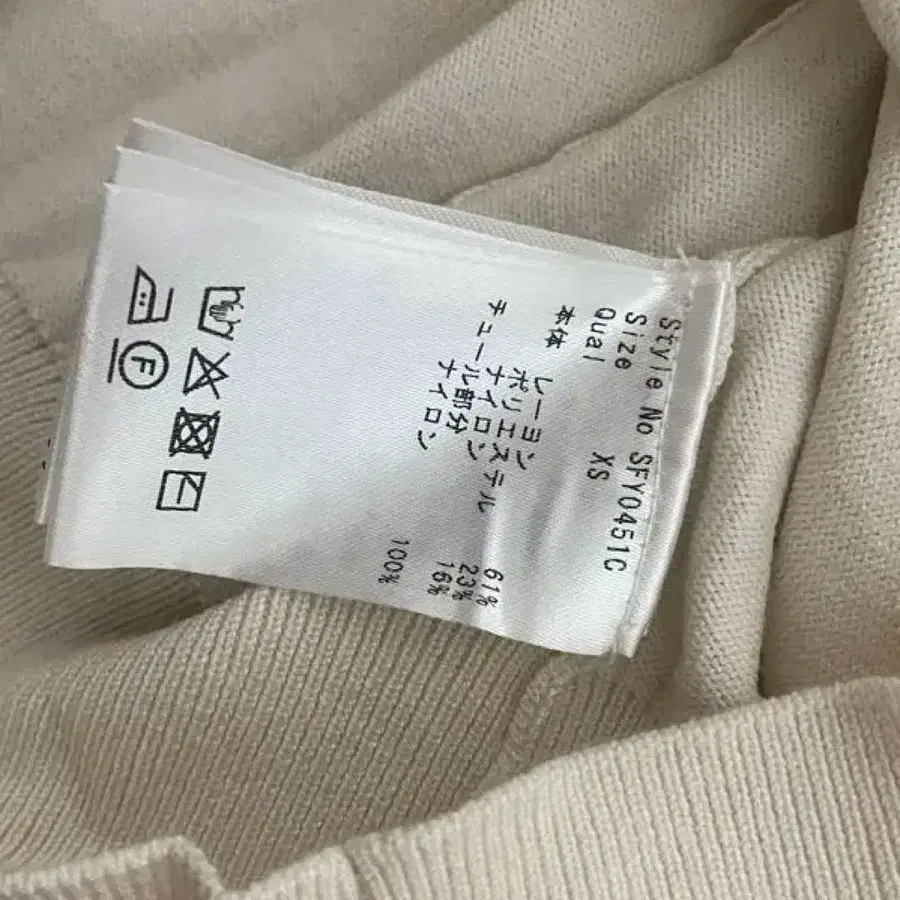 Style No SFY0451C
Size XS
Qual
本体 レーヨン 61%
ポリエステル 23%
ナイロン 16%
チュール部分
ナイロン 100%
F